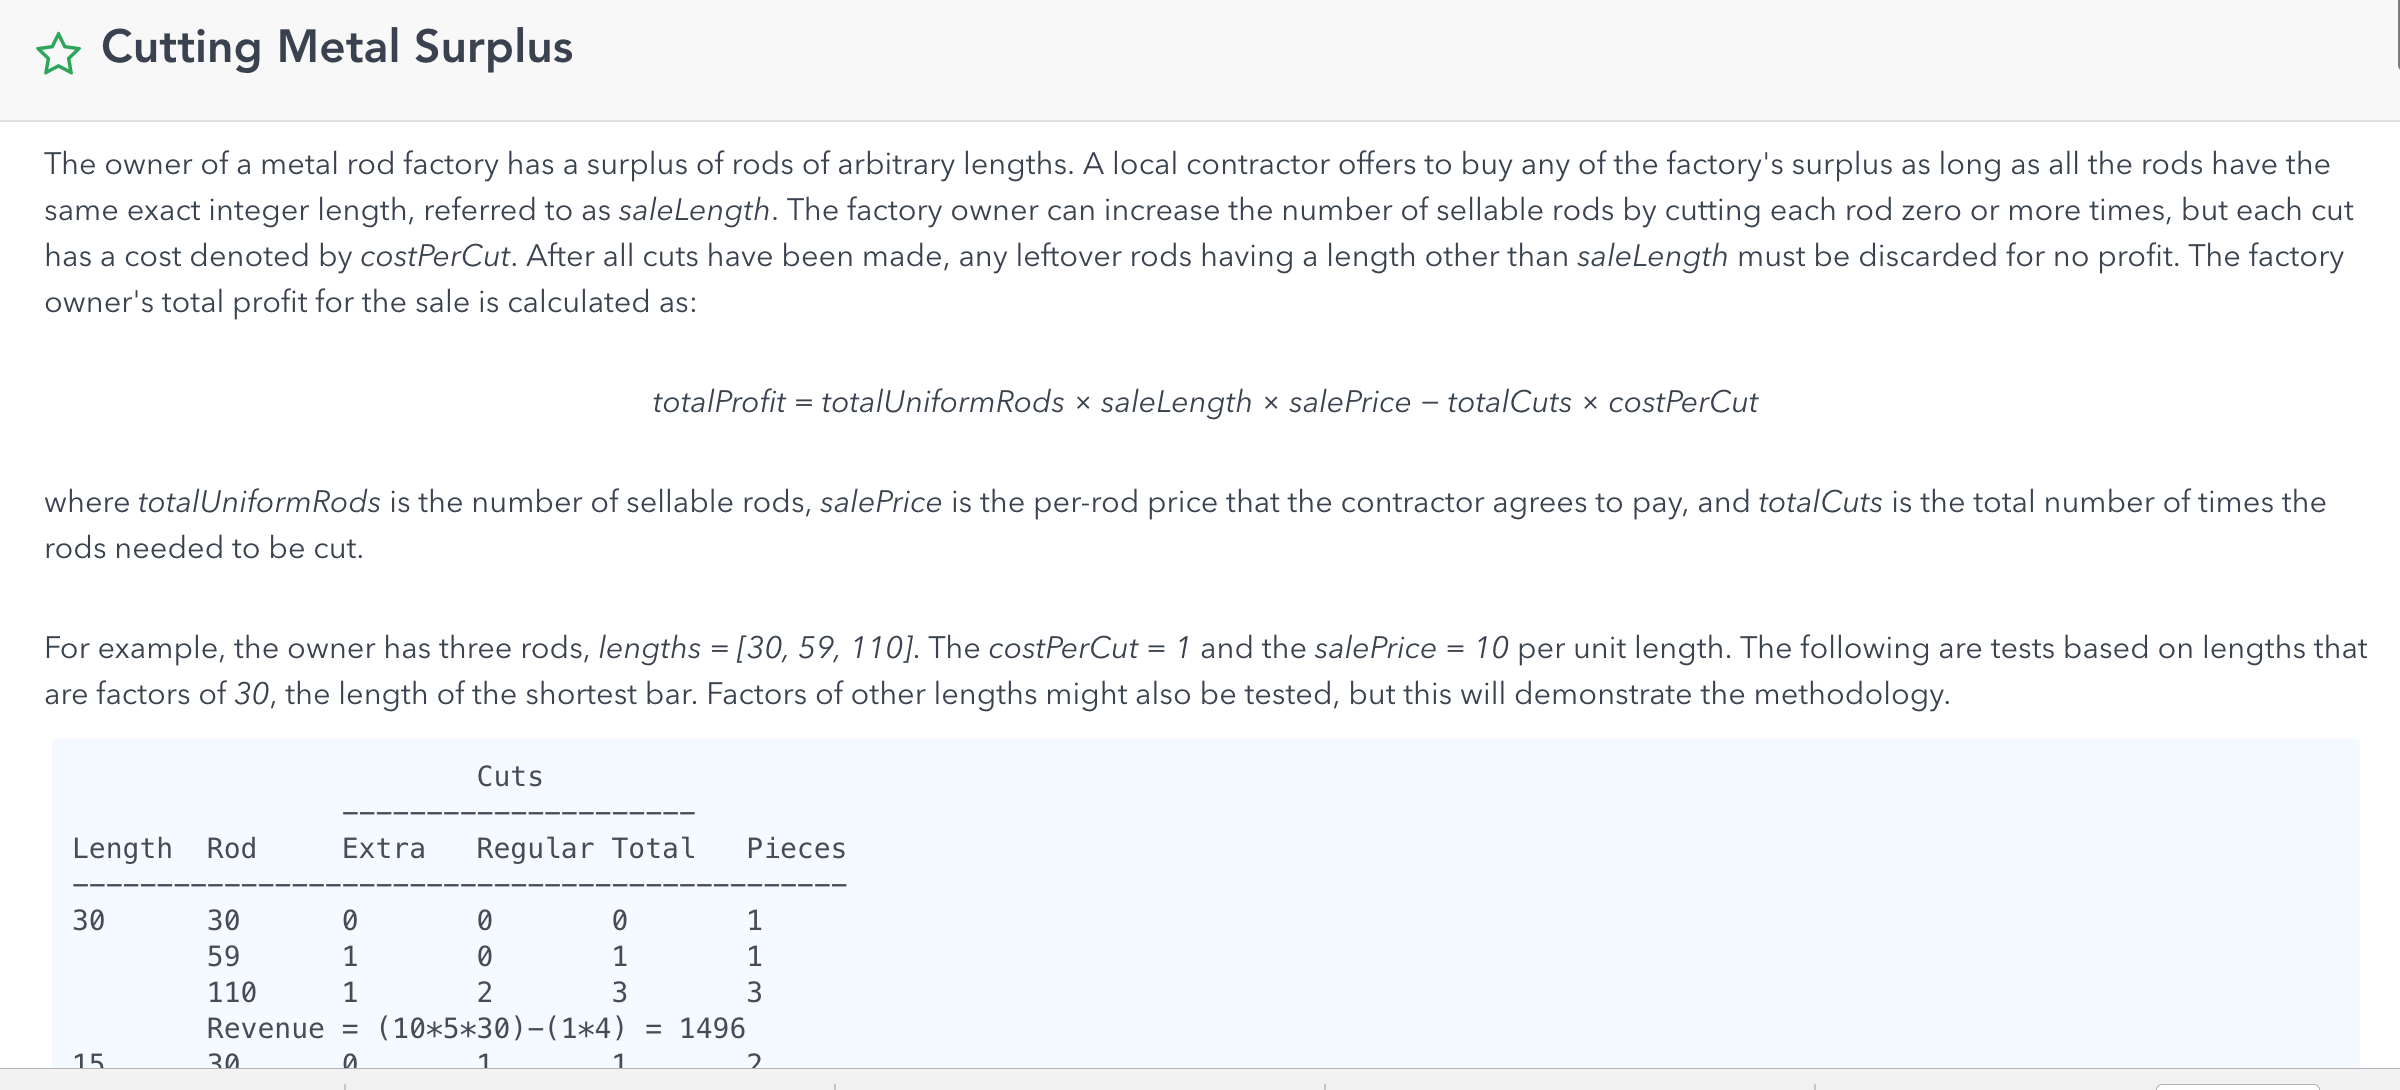 Cutting Metal Surplus
The owner of a metal rod factory has a surplus of rods of arbitrary lengths. A local contractor offers to buy any of the factory's surplus as long as all the rods have the
same exact integer length, referred to as saleLength. The factory owner can increase the number of sellable rods by cutting each rod zero or more times, but each cut
has a cost denoted by costPerCut. After all cuts have been made, any leftover rods having a length other than saleLength must be discarded for no profit. The factory
owner's total profit for the sale is calculated as:
totalProfit = totalUniformRods × saleLength × salePrice − totalCuts × costPerCut
where totalUniformRods is the number of sellable rods, salePrice is the per-rod price that the contractor agrees to pay, and totalCuts is the total number of times the
rods needed to be cut.
For example, the owner has three rods, lengths = [30, 59, 110]. The costPerCut = 1 and the salePrice = 10 per unit length. The following are tests based on lengths that
are factors of 30, the length of the shortest bar. Factors of other lengths might also be tested, but this will demonstrate the methodology.
Cuts
---------------------
Length Rod Extra Regular Total Pieces
----------------------------------------------
30 30 0 0 0 1
59 1 0 1 1
110 1 2 3 3
Revenue = (10*5*30)-(1*4) = 1496
15 30 0 1 1 2